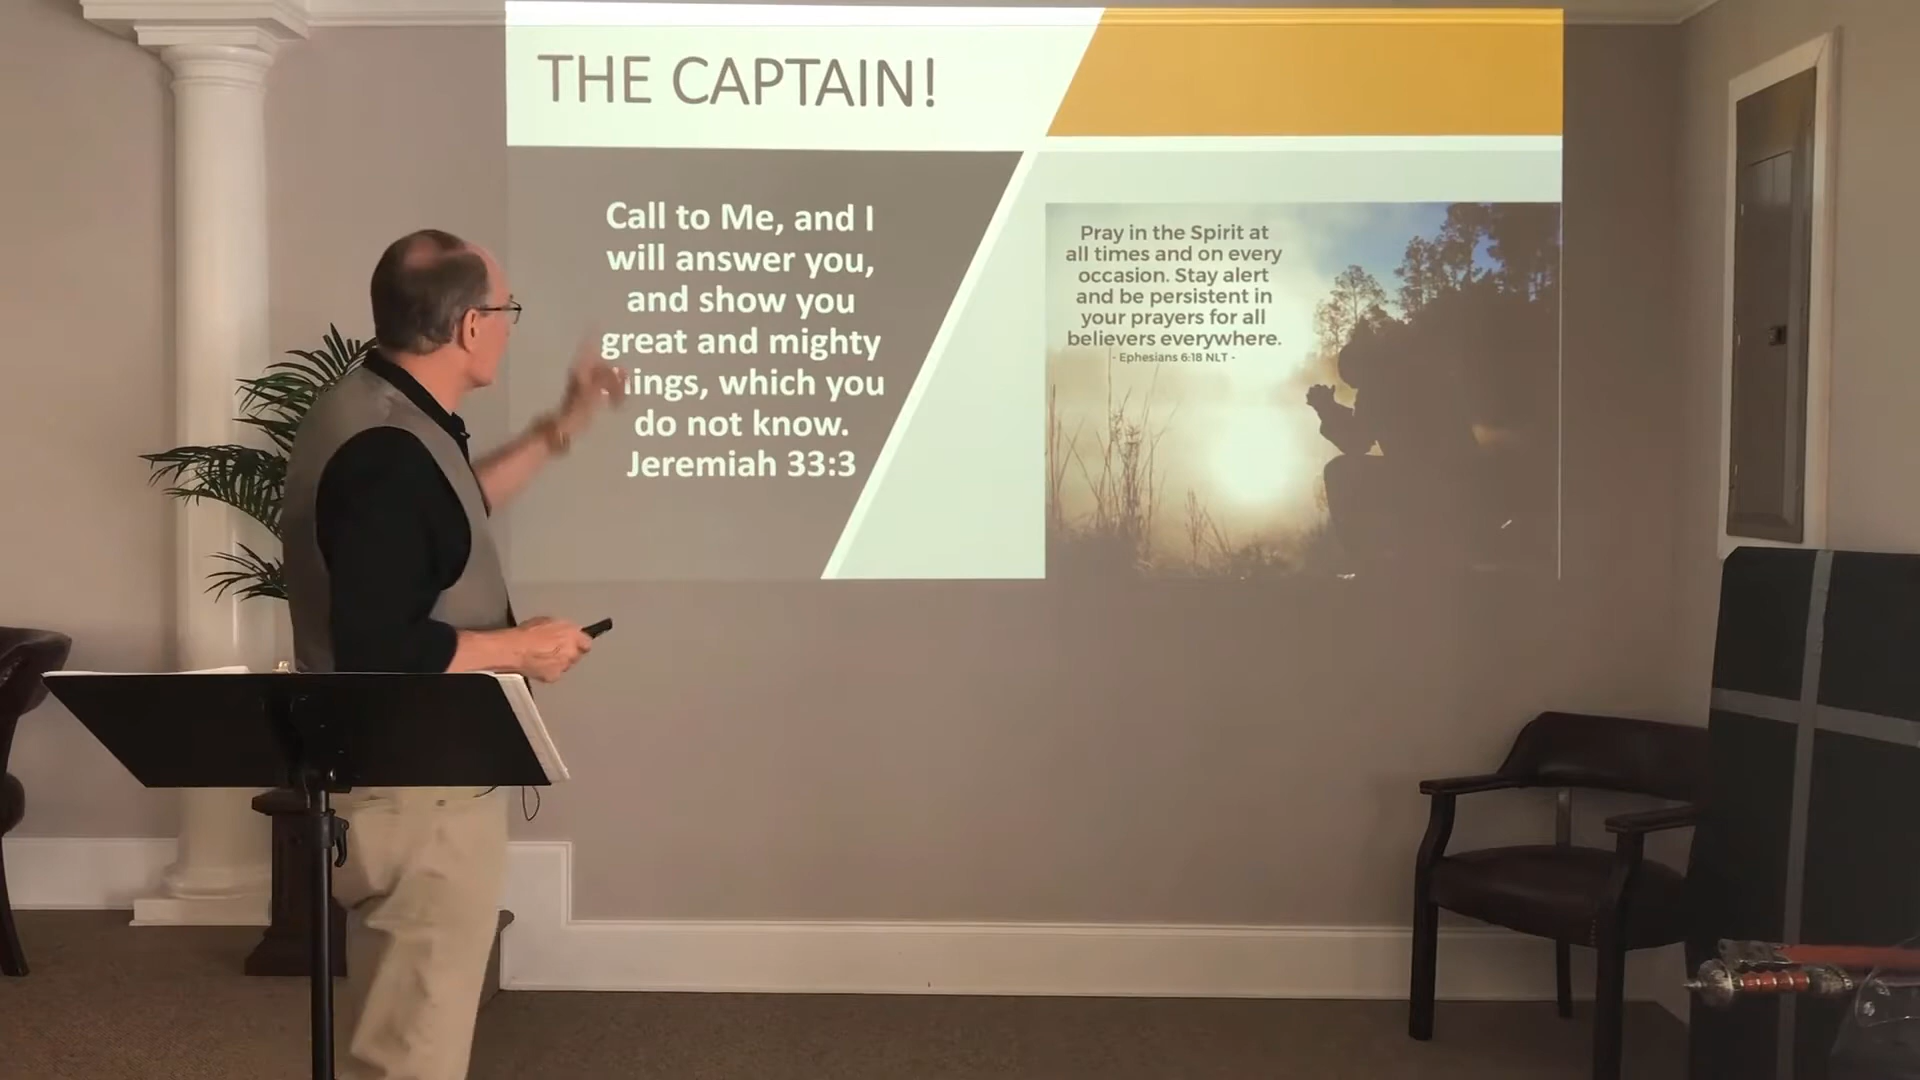 THE CAPTAIN!
Call to Me, and I
will answer you,
and show you
great and mighty
things, which you
do not know.
Jeremiah 33:3
Pray in the Spirit at
all times and on every
occasion. Stay alert
and be persistent in
your prayers for all
believers everywhere.
- Ephesians 6:18 NLT -